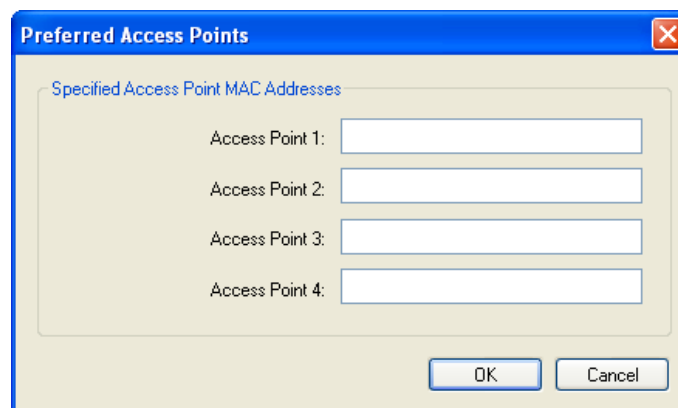 Preferred Access Points
Specified Access Point MAC Addresses
Access Point 1:
Access Point 2:
Access Point 3:
Access Point 4:
OK
Cancel